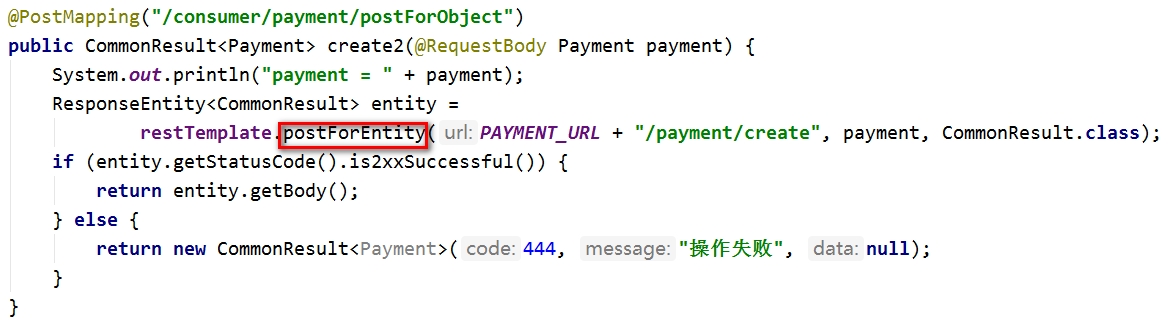 @PostMapping("/consumer/payment/postForObject")
public CommonResult<Payment> create2(@RequestBody Payment payment) {
    System.out.println("payment = " + payment);
    ResponseEntity<CommonResult> entity =
            restTemplate.postForEntity( url: PAYMENT_URL + "/payment/create", payment, CommonResult.class);
    if (entity.getStatusCode().is2xxSuccessful()) {
        return entity.getBody();
    } else {
        return new CommonResult<Payment>( code: 444, message: "操作失败", data: null);
    }
}